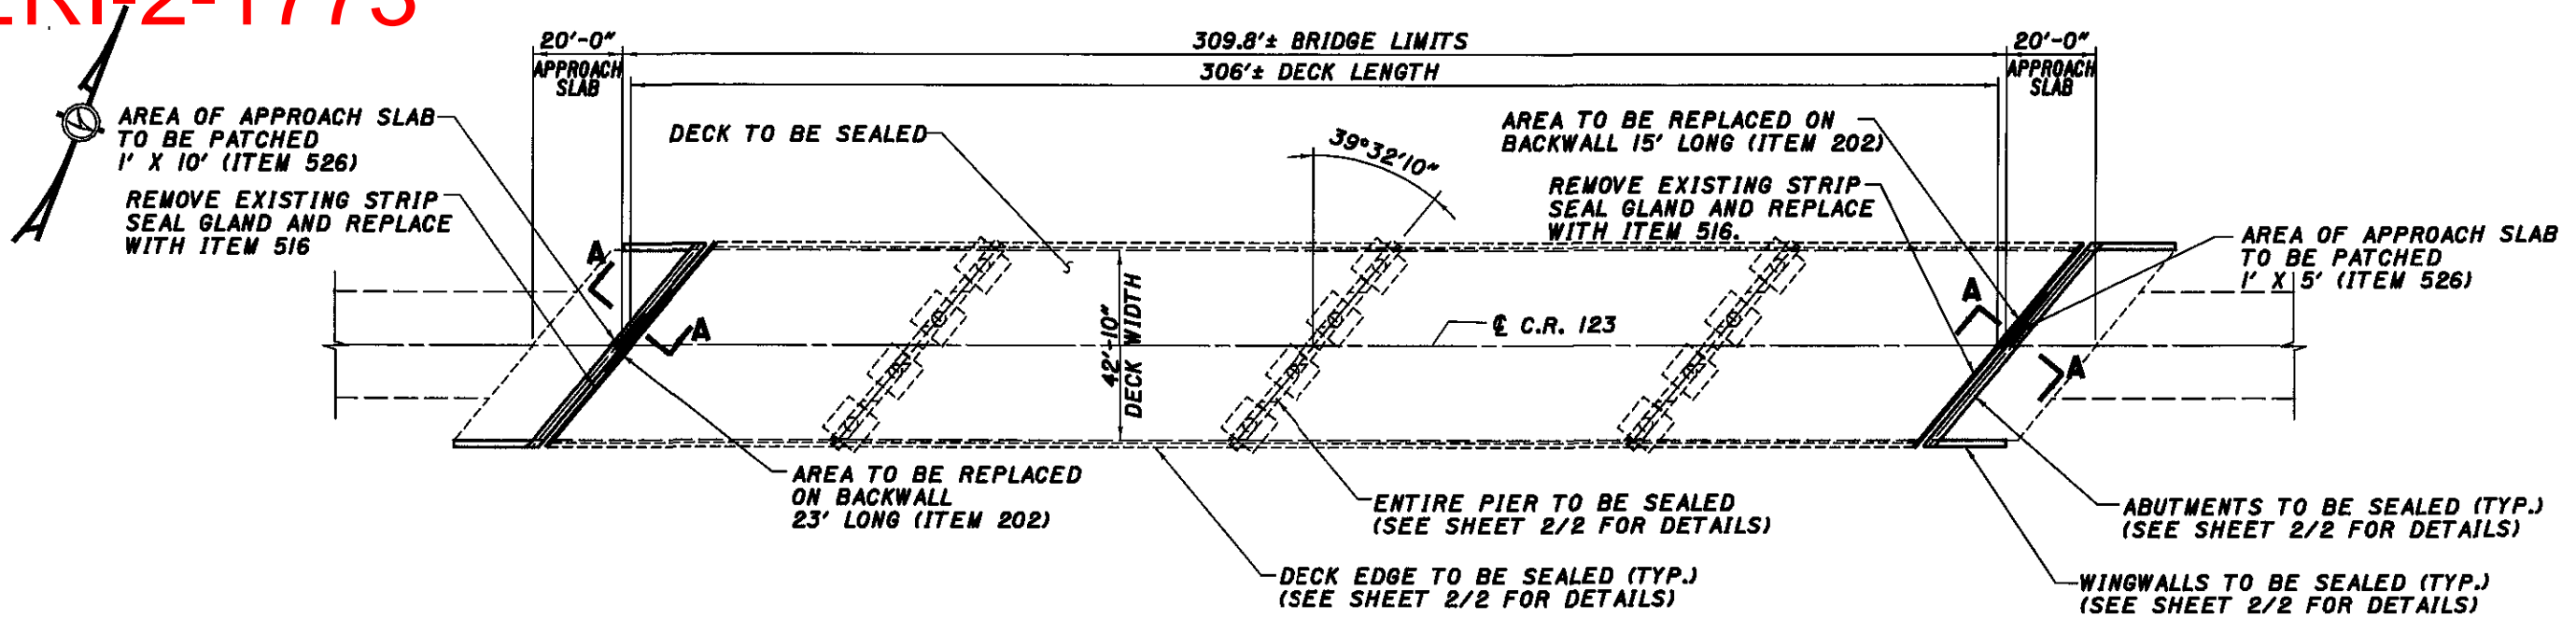 ERI-2-1773
20'-0"
309.8'± BRIDGE LIMITS
20'-0"
APPROACH
SLAB
306'± DECK LENGTH
APPROACH
SLAB
AREA OF APPROACH SLAB
TO BE PATCHED
1' X 10' (ITEM 526)
DECK TO BE SEALED
39°32'10"
AREA TO BE REPLACED ON
BACKWALL 15' LONG (ITEM 202)
REMOVE EXISTING STRIP
SEAL GLAND AND REPLACE
WITH ITEM 516
REMOVE EXISTING STRIP
SEAL GLAND AND REPLACE
WITH ITEM 516.
AREA OF APPROACH SLAB
TO BE PATCHED
1' X 5' (ITEM 526)
A
A
42'-10"
DECK WIDTH
℄ C.R. 123
A
A
AREA TO BE REPLACED
ON BACKWALL
23' LONG (ITEM 202)
ENTIRE PIER TO BE SEALED
(SEE SHEET 2/2 FOR DETAILS)
ABUTMENTS TO BE SEALED (TYP.)
(SEE SHEET 2/2 FOR DETAILS)
DECK EDGE TO BE SEALED (TYP.)
(SEE SHEET 2/2 FOR DETAILS)
WINGWALLS TO BE SEALED (TYP.)
(SEE SHEET 2/2 FOR DETAILS)